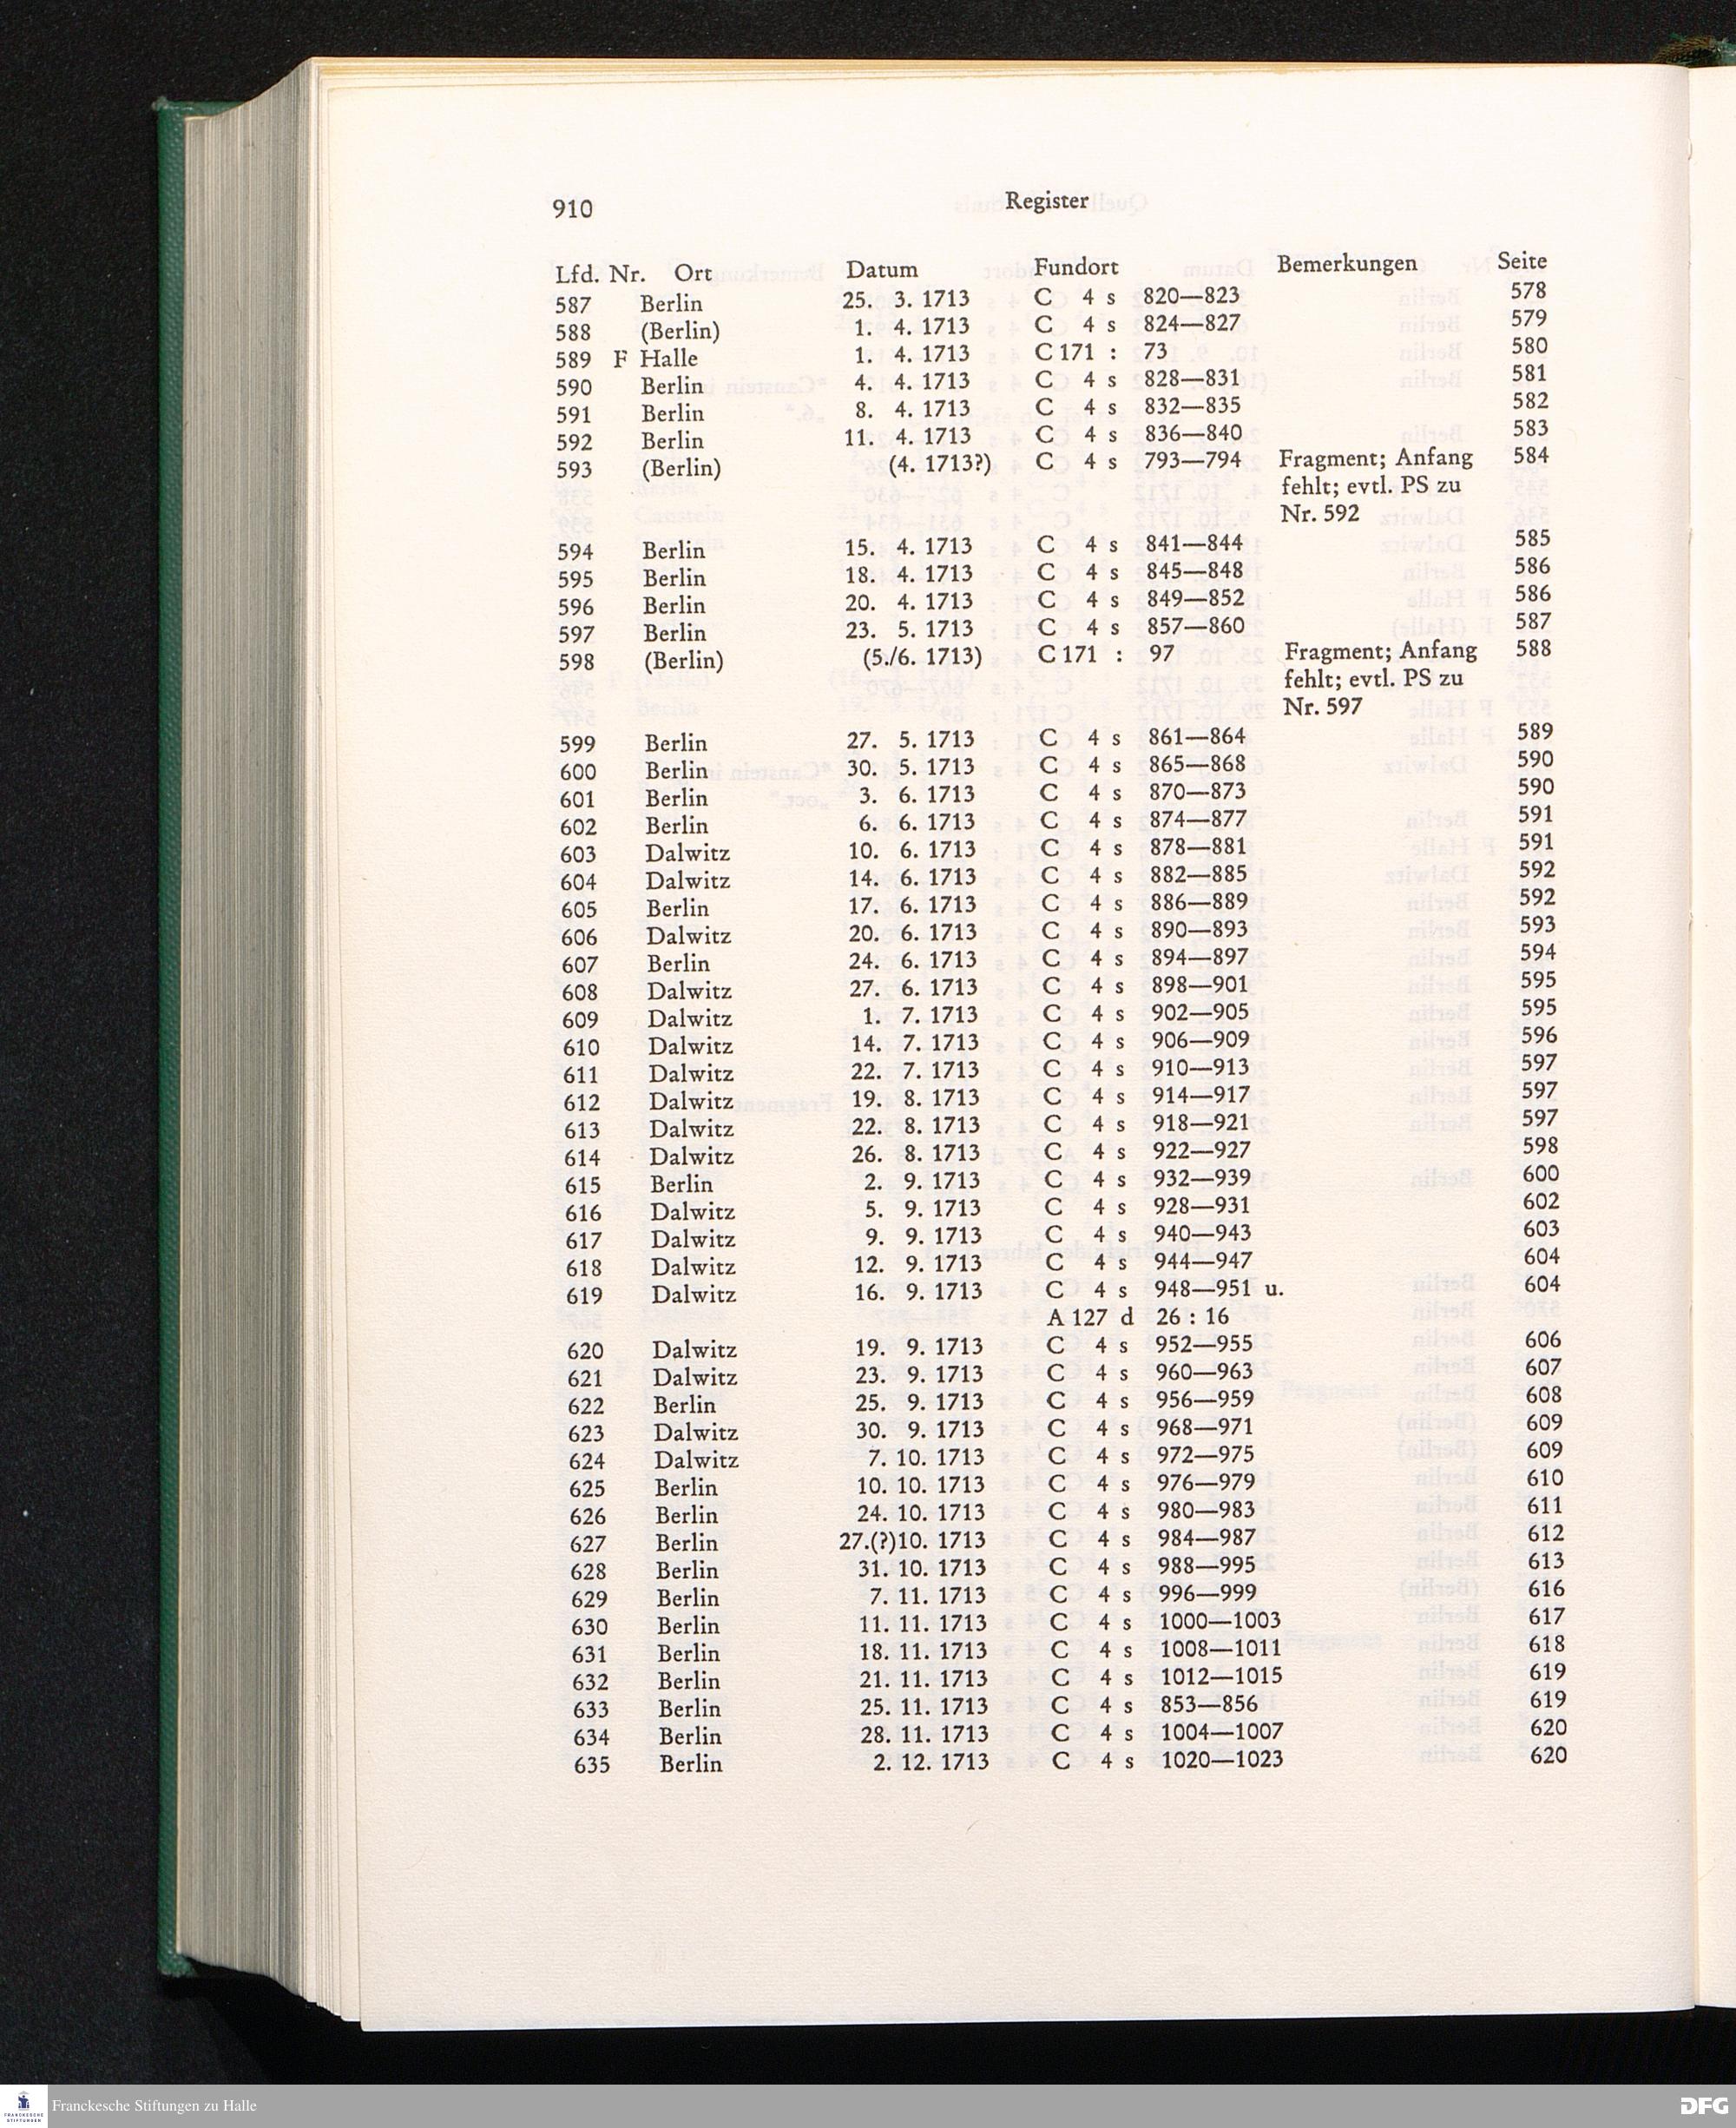 910 Register
Lfd. Nr. Ort Datum Fundort Bemerkungen Seite
587 Berlin 25. 3. 1713 C 4 s 820—823 578
588 (Berlin) 1. 4. 1713 C 4 s 824—827 579
589 F Halle 1. 4. 1713 C 171 : 73 580
590 Berlin 4. 4. 1713 C 4 s 828—831 581
591 Berlin 8. 4. 1713 C 4 s 832—835 582
592 Berlin 11. 4. 1713 C 4 s 836—840 583
593 (Berlin) (4. 1713?) C 4 s 793—794 Fragment; Anfang 584
fehlt; evtl. PS zu
Nr. 592
594 Berlin 15. 4. 1713 C 4 s 841—844 585
595 Berlin 18. 4. 1713 C 4 s 845—848 586
596 Berlin 20. 4. 1713 C 4 s 849—852 586
597 Berlin 23. 5. 1713 C 4 s 857—860 587
598 (Berlin) (5./6. 1713) C 171 : 97 Fragment; Anfang 588
fehlt; evtl. PS zu
Nr. 597
599 Berlin 27. 5. 1713 C 4 s 861—864 589
600 Berlin 30. 5. 1713 C 4 s 865—868 590
601 Berlin 3. 6. 1713 C 4 s 870—873 590
602 Berlin 6. 6. 1713 C 4 s 874—877 591
603 Dalwitz 10. 6. 1713 C 4 s 878—881 591
604 Dalwitz 14. 6. 1713 C 4 s 882—885 592
605 Berlin 17. 6. 1713 C 4 s 886—889 592
606 Dalwitz 20. 6. 1713 C 4 s 890—893 593
607 Berlin 24. 6. 1713 C 4 s 894—897 594
608 Dalwitz 27. 6. 1713 C 4 s 898—901 595
609 Dalwitz 1. 7. 1713 C 4 s 902—905 595
610 Dalwitz 14. 7. 1713 C 4 s 906—909 596
611 Dalwitz 22. 7. 1713 C 4 s 910—913 597
612 Dalwitz 19. 8. 1713 C 4 s 914—917 597
613 Dalwitz 22. 8. 1713 C 4 s 918—921 597
614 Dalwitz 26. 8. 1713 C 4 s 922—927 598
615 Berlin 2. 9. 1713 C 4 s 932—939 600
616 Dalwitz 5. 9. 1713 C 4 s 928—931 602
617 Dalwitz 9. 9. 1713 C 4 s 940—943 603
618 Dalwitz 12. 9. 1713 C 4 s 944—947 604
619 Dalwitz 16. 9. 1713 C 4 s 948—951 u. 604
A 127 d 26 : 16
620 Dalwitz 19. 9. 1713 C 4 s 952—955 606
621 Dalwitz 23. 9. 1713 C 4 s 960—963 607
622 Berlin 25. 9. 1713 C 4 s 956—959 608
623 Dalwitz 30. 9. 1713 C 4 s 968—971 609
624 Dalwitz 7. 10. 1713 C 4 s 972—975 609
625 Berlin 10. 10. 1713 C 4 s 976—979 610
626 Berlin 24. 10. 1713 C 4 s 980—983 611
627 Berlin 27.(?)10. 1713 C 4 s 984—987 612
628 Berlin 31. 10. 1713 C 4 s 988—995 613
629 Berlin 7. 11. 1713 C 4 s 996—999 616
630 Berlin 11. 11. 1713 C 4 s 1000—1003 617
631 Berlin 18. 11. 1713 C 4 s 1008—1011 618
632 Berlin 21. 11. 1713 C 4 s 1012—1015 619
633 Berlin 25. 11. 1713 C 4 s 853—856 619
634 Berlin 28. 11. 1713 C 4 s 1004—1007 620
635 Berlin 2. 12. 1713 C 4 s 1020—1023 620
FRANCKESCHE
STIFTUNGEN
Franckesche Stiftungen zu Halle
DFG